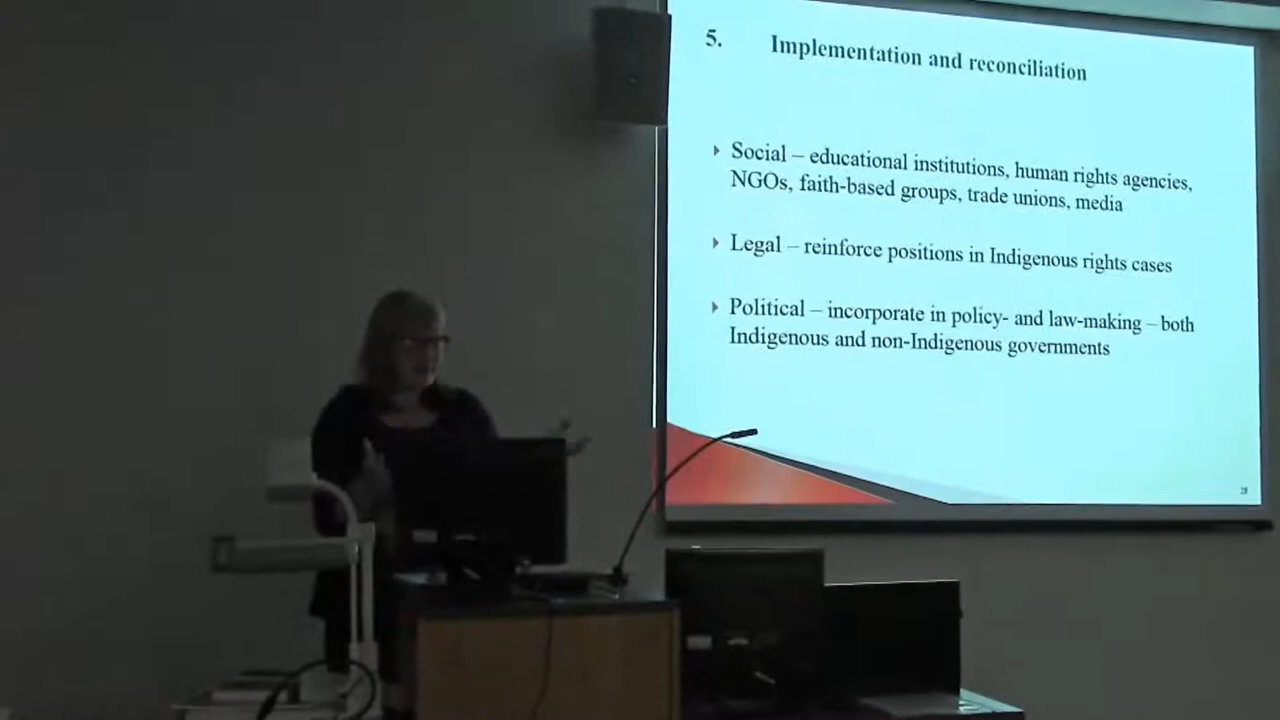 5. Implementation and reconciliation
Social – educational institutions, human rights agencies,
NGOs, faith-based groups, trade unions, media
Legal – reinforce positions in Indigenous rights cases
Political – incorporate in policy- and law-making – both
Indigenous and non-Indigenous governments